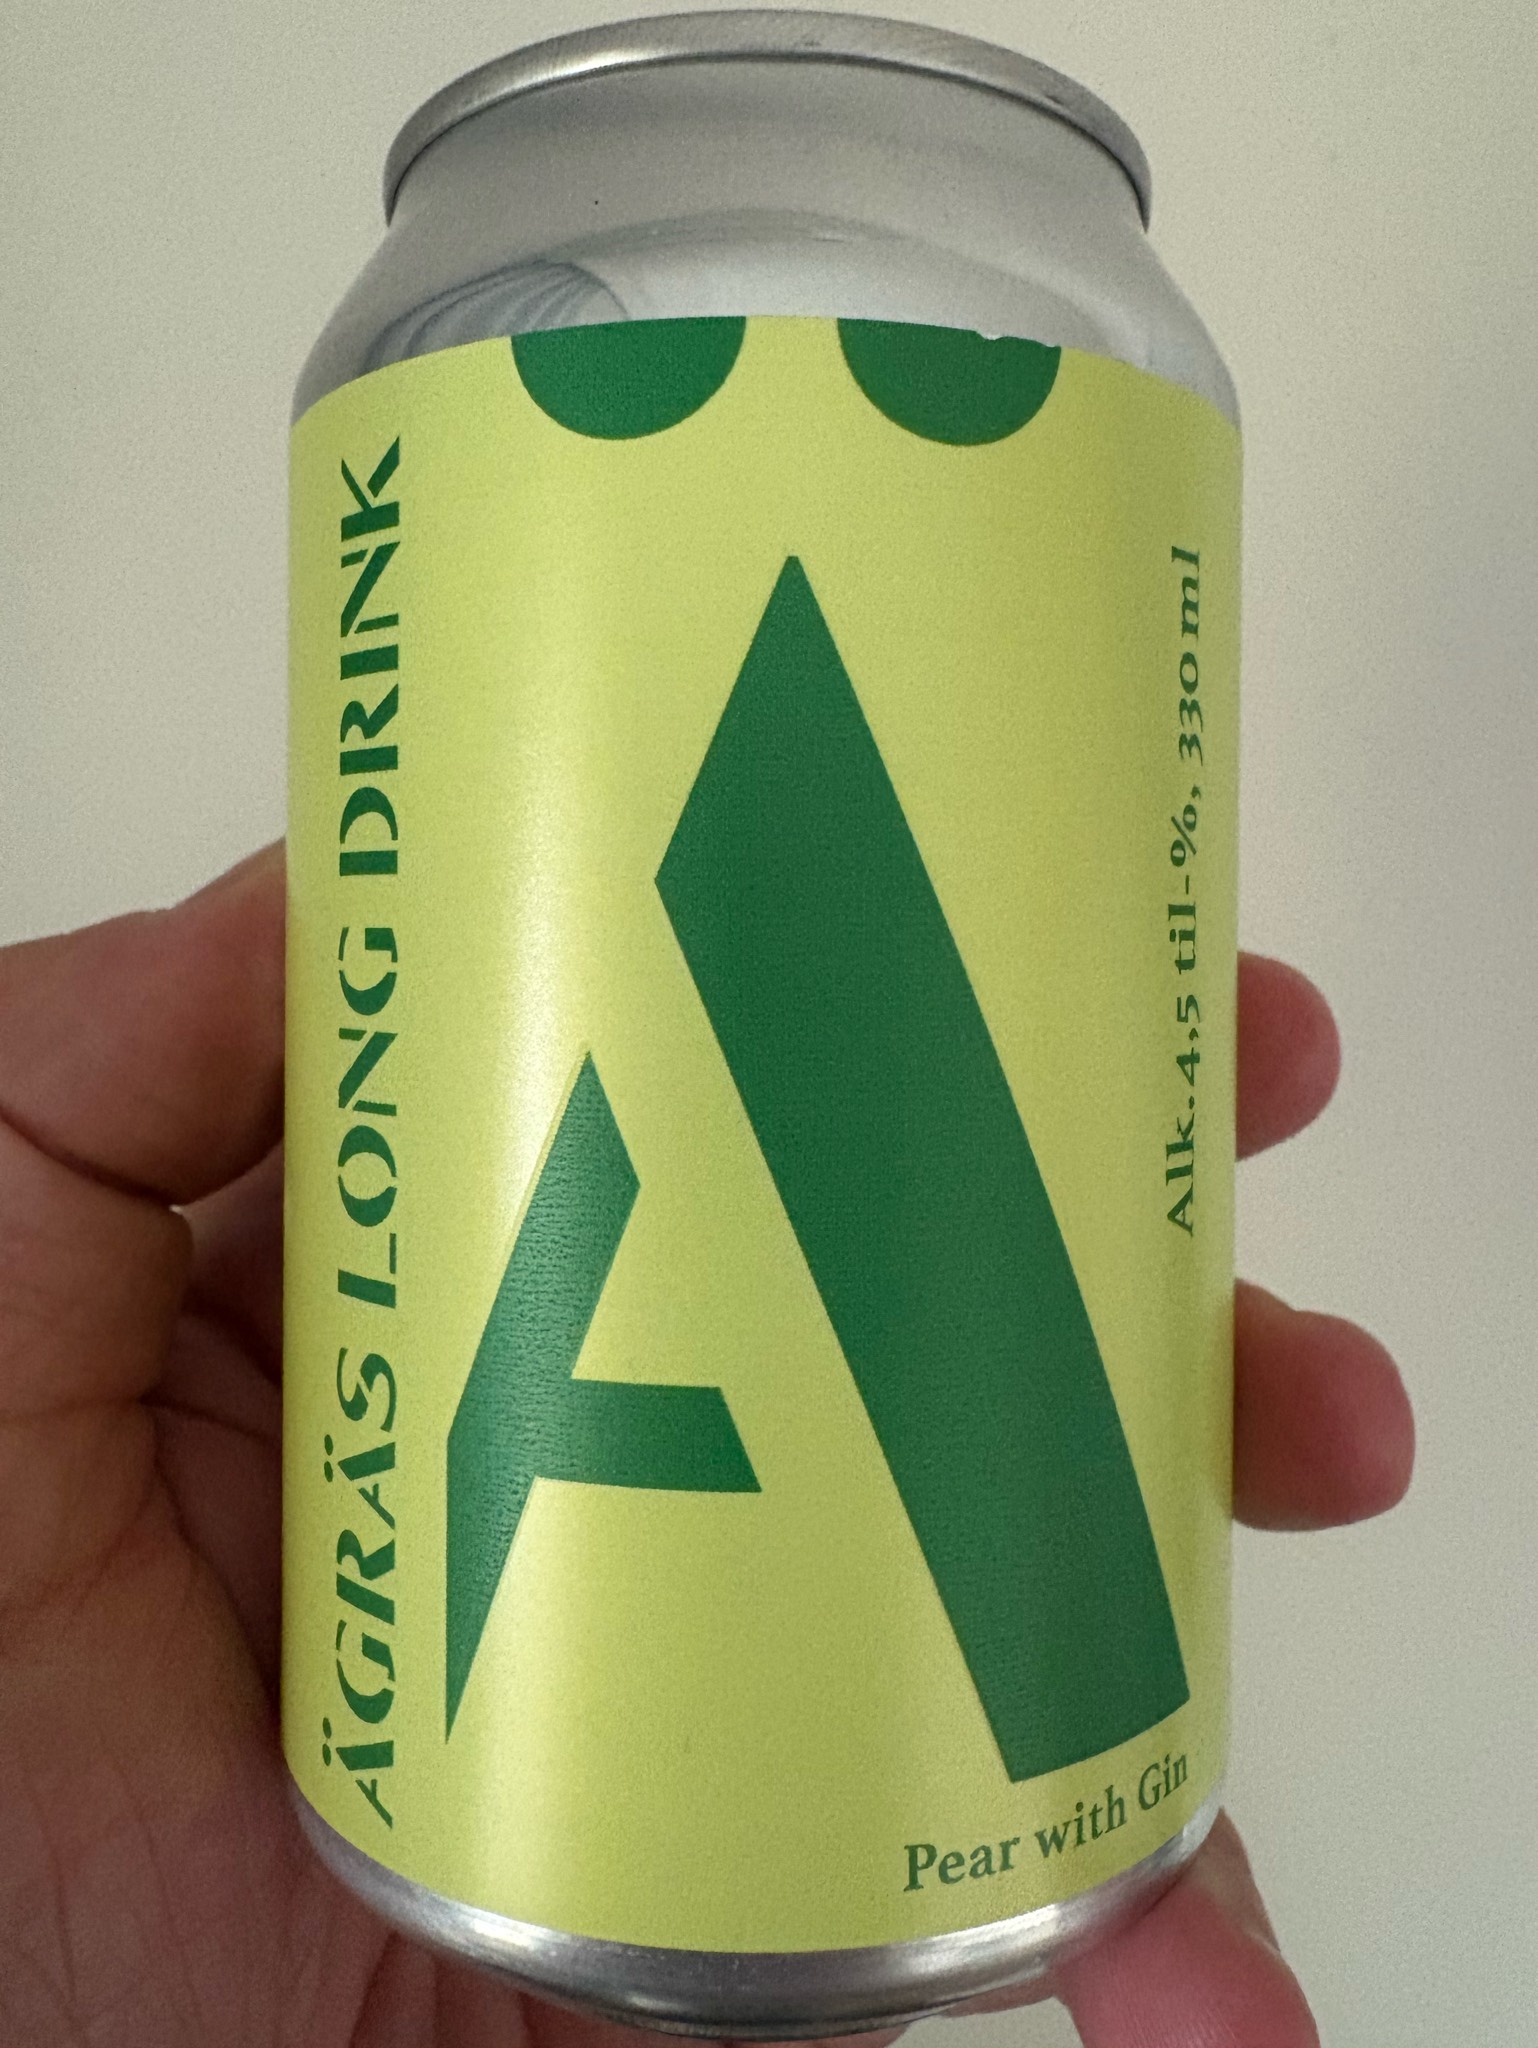 ÄGRÄS LONG DRINK
Ä
Alk. 4,5 til-%, 330 ml
Pear with Gin